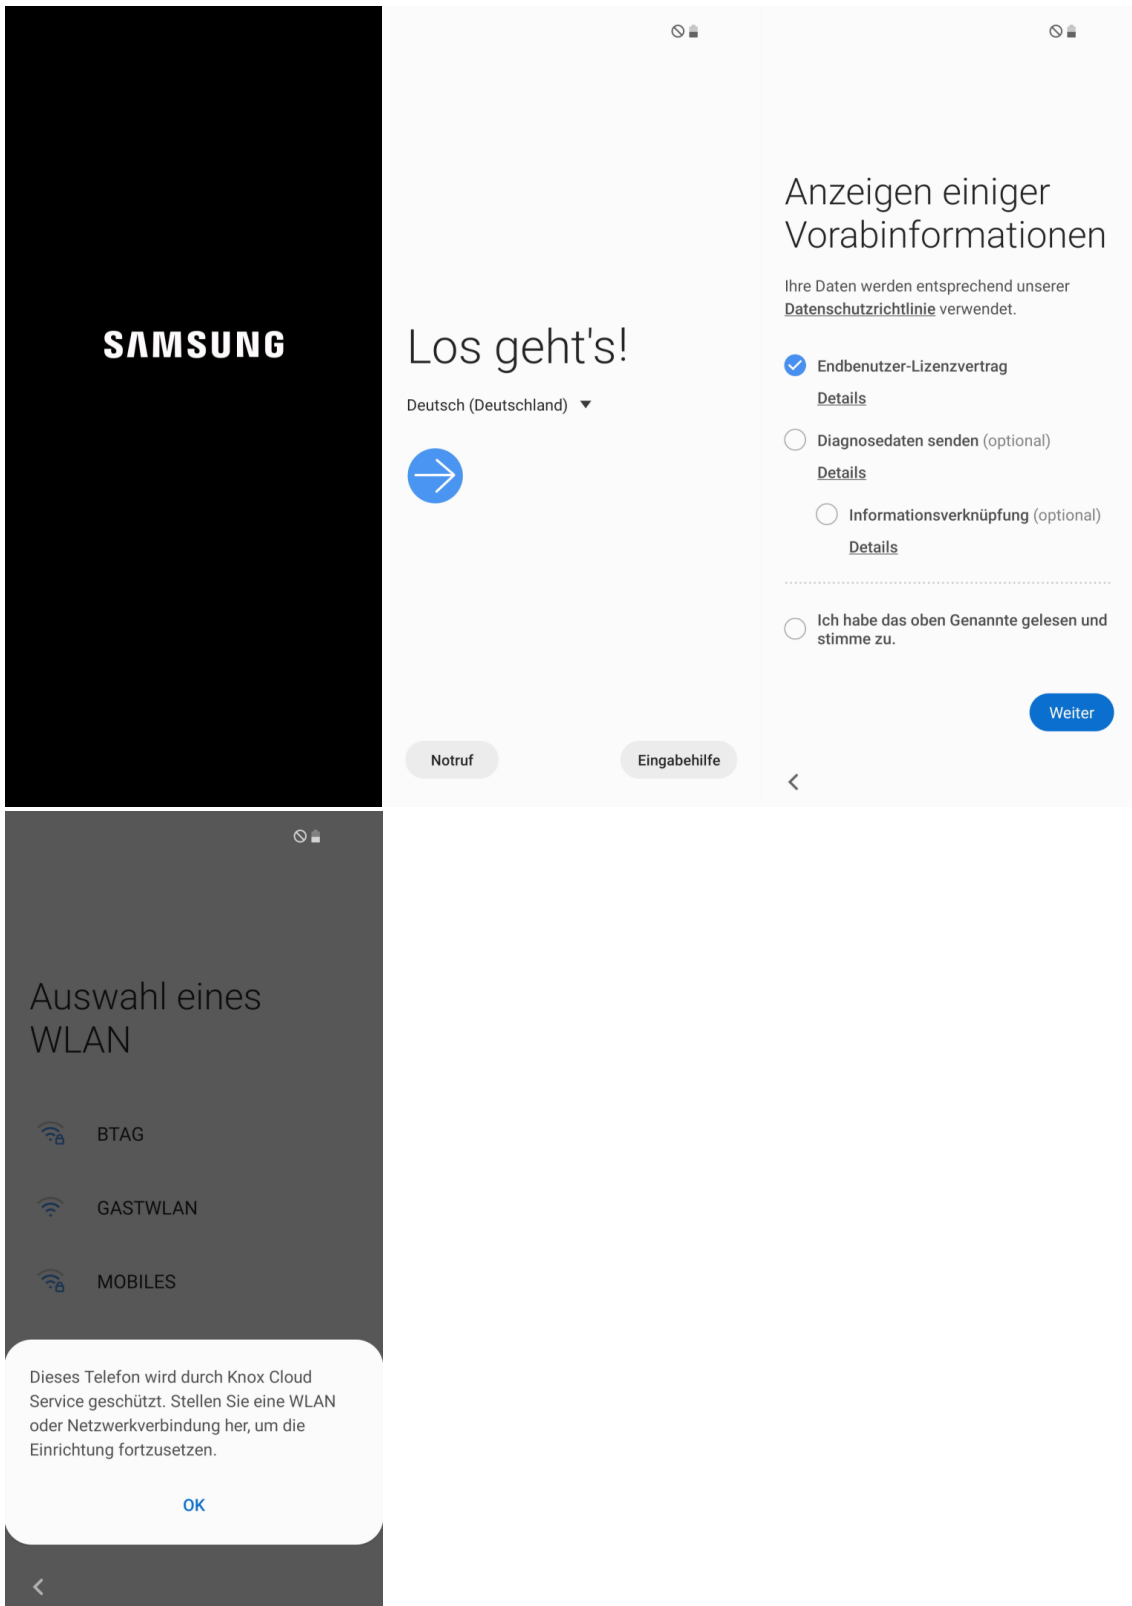 SAMSUNG
Los geht's!
Deutsch (Deutschland)
Notruf
Eingabehilfe
Anzeigen einiger
Vorabinformationen
Ihre Daten werden entsprechend unserer
Datenschutzrichtlinie verwendet.
Endbenutzer-Lizenzvertrag
Details
Diagnosedaten senden (optional)
Details
Informationsverknüpfung (optional)
Details
Ich habe das oben Genannte gelesen und
stimme zu.
Weiter
Auswahl eines
WLAN
BTAG
GASTWLAN
MOBILES
Dieses Telefon wird durch Knox Cloud
Service geschützt. Stellen Sie eine WLAN
oder Netzwerkverbindung her, um die
Einrichtung fortzusetzen.
OK